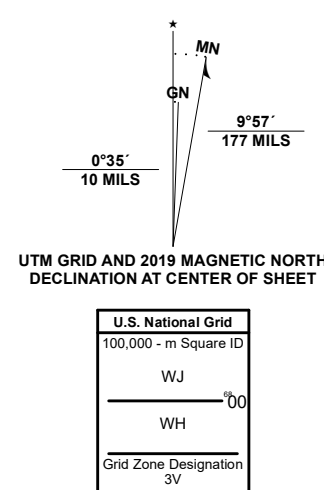 ★
MN
GN
9°57´
177 MILS
0°35´
10 MILS
UTM GRID AND 2019 MAGNETIC NORTH
DECLINATION AT CENTER OF SHEET
U.S. National Grid
100,000 - m Square ID
WJ
⁶⁸00
WH
Grid Zone Designation
3V